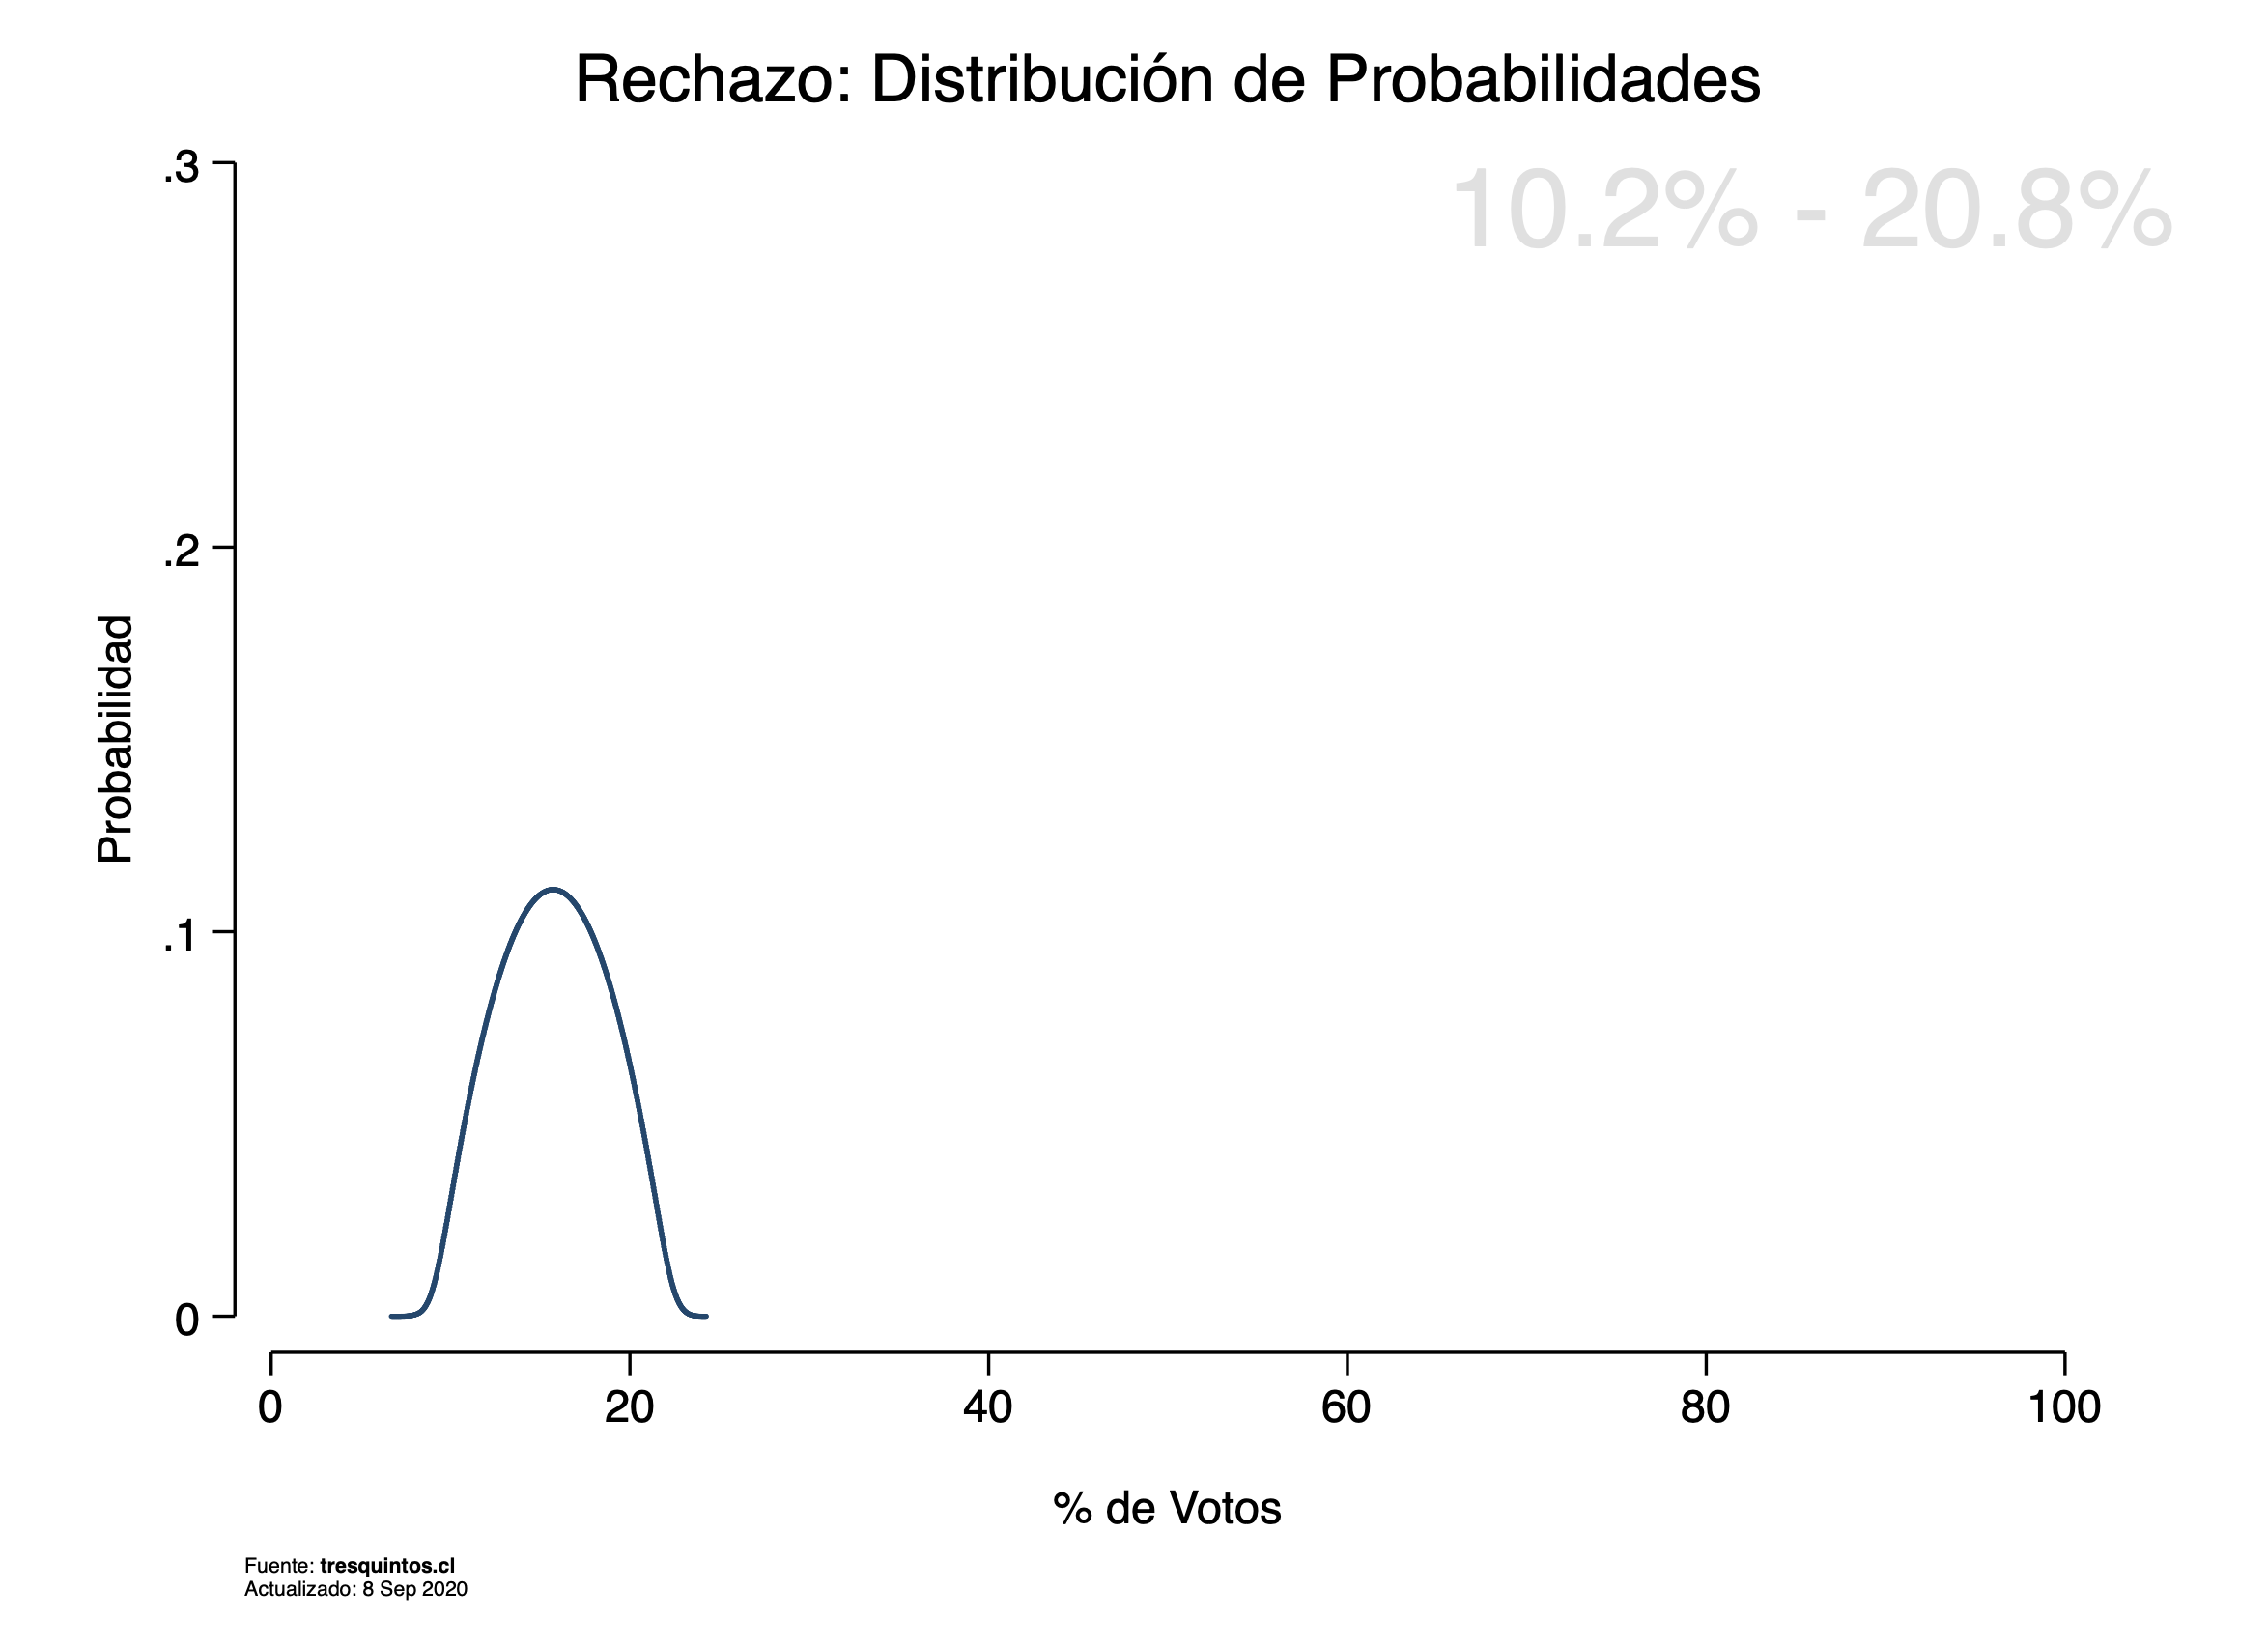 Rechazo: Distribución de Probabilidades
10.2% - 20.8%
.3
.2
.1
0
Probabilidad
0 20 40 60 80 100
% de Votos
Fuente: tresquintos.cl
Actualizado: 8 Sep 2020